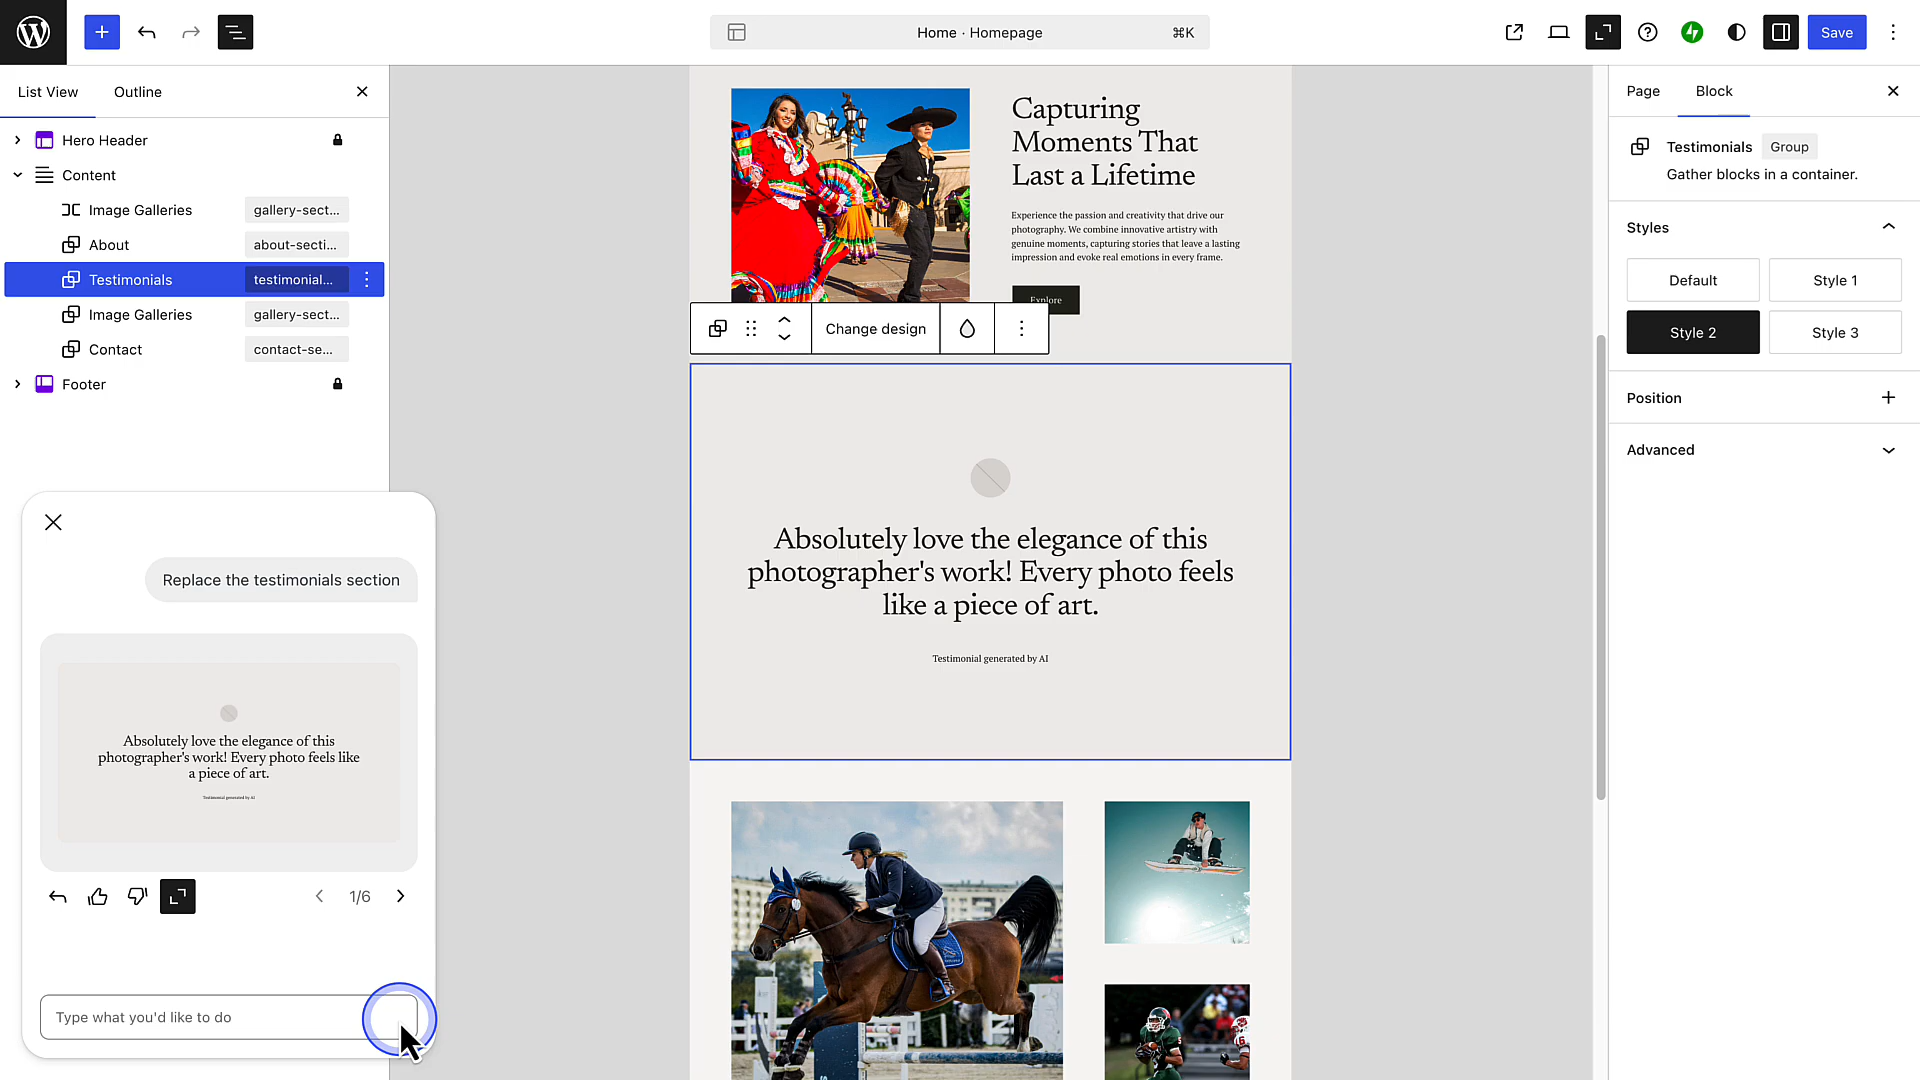 Home · Homepage
⌘K
Save
List View
Outline
Hero Header
Content
Image Galleries
gallery-sect...
About
about-secti...
Testimonials
testimonial...
Image Galleries
gallery-sect...
Contact
contact-se...
Footer
Replace the testimonials section
Absolutely love the elegance of this
photographer's work! Every photo feels like
a piece of art.
Testimonial generated by AI
1/6
Type what you'd like to do
Capturing
Moments That
Last a Lifetime
Experience the passion and creativity that drive our
photography. We combine innovative artistry with
genuine moments, capturing stories that leave a lasting
impression and evoke real emotions in every frame.
Explore
Change design
Absolutely love the elegance of this
photographer's work! Every photo feels
like a piece of art.
Testimonial generated by AI
Page
Block
Testimonials
Group
Gather blocks in a container.
Styles
Default
Style 1
Style 2
Style 3
Position
Advanced